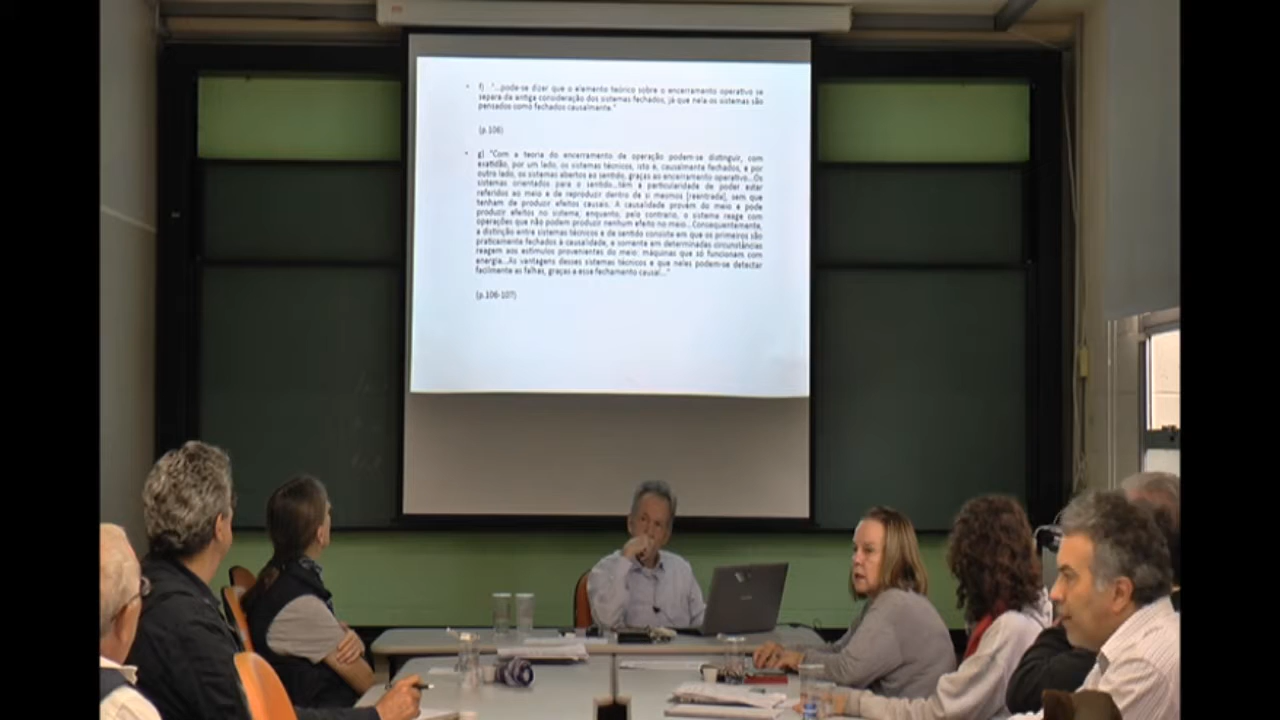 • f) "...pode-se dizer que o elemento teórico sobre o encerramento operativo se
separa da antiga consideração dos sistemas fechados, já que nela os sistemas são
pensados como fechados causalmente."
(p.106)
• g) "Com a teoria do encerramento de operação podem-se distinguir, com
exatidão, por um lado, os sistemas técnicos, isto é, causalmente fechados, e por
outro lado, os sistemas abertos ao sentido, graças ao encerramento operativo...Os
sistemas orientados para o sentido...têm a particularidade de poder estar
referidos ao meio e de reproduzir dentro de si mesmos [reentrada], sem que
tenham de produzir efeitos causais. A causalidade provém do meio e pode
produzir efeitos no sistema, enquanto, pelo contrário, o sistema reage com
operações que não podem produzir nenhum efeito no meio...Consequentemente,
a distinção entre sistemas técnicos e de sentido consiste em que os primeiros são
praticamente fechados à causalidade, e somente em determinadas circunstâncias
reagem aos estímulos provenientes do meio: máquinas que só funcionam com
energia...As vantagens desses sistemas técnicos é que neles podem-se detectar
facilmente as falhas, graças a esse fechamento causal..."
(p.106-107)